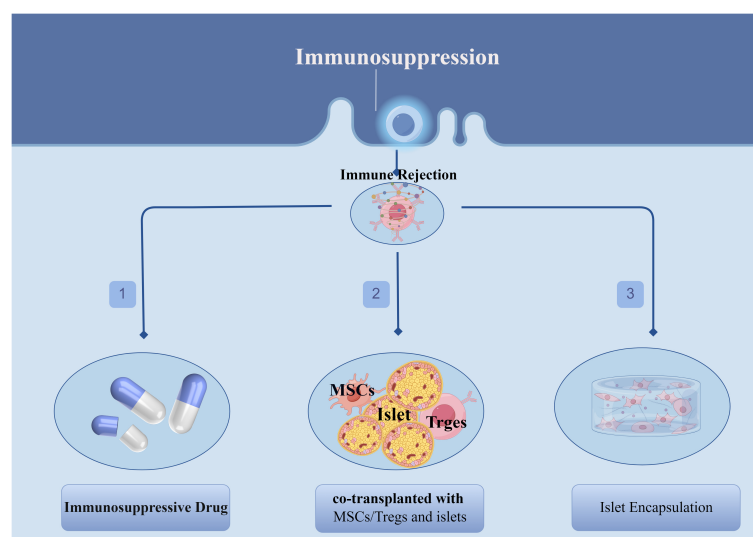 Immunosuppression
Immune Rejection
1
2
3
MSCs
Islet
Trges
Immunosuppressive Drug
co-transplanted with
MSCs/Tregs and islets
Islet Encapsulation